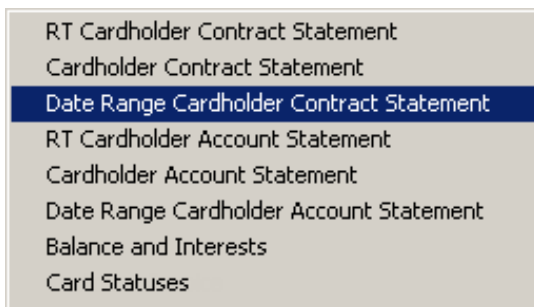 RT Cardholder Contract Statement
Cardholder Contract Statement
Date Range Cardholder Contract Statement
RT Cardholder Account Statement
Cardholder Account Statement
Date Range Cardholder Account Statement
Balance and Interests
Card Statuses